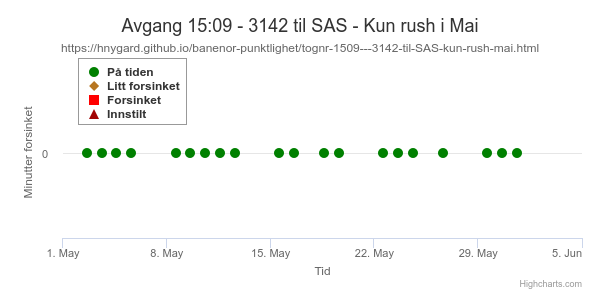 Avgang 15:09 - 3142 til SAS - Kun rush i Mai
https://hnygard.github.io/banenor-punktlighet/tognr-1509---3142-til-SAS-kun-rush-mai.html
På tiden
Litt forsinket
Forsinket
Innstilt
Minutter forsinket
0
1. May 8. May 15. May 22. May 29. May 5. Jun
Tid
Highcharts.com